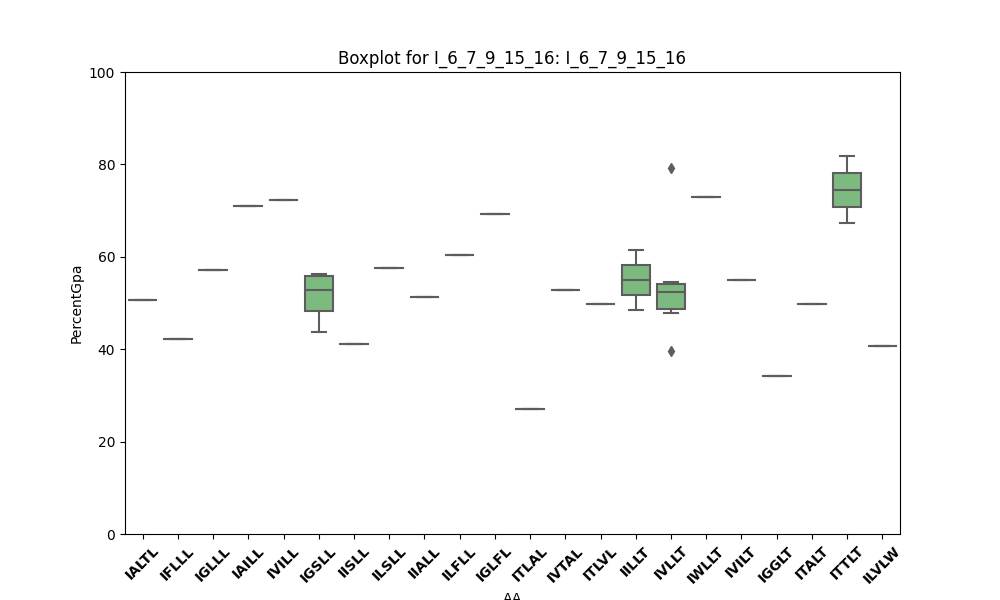 Boxplot for I_6_7_9_15_16: I_6_7_9_15_16
PercentGpa
100
80
60
40
20
0
IALTL
IFLLL
IGLLL
IAILL
IVILL
IGSLL
IISLL
ILSLL
IIALL
ILFLL
IGLFL
ITLAL
IVTAL
ITLVL
IILLT
IVLLT
IWLLT
IVILT
IGGLT
ITALT
ITTLT
ILVLW
AA